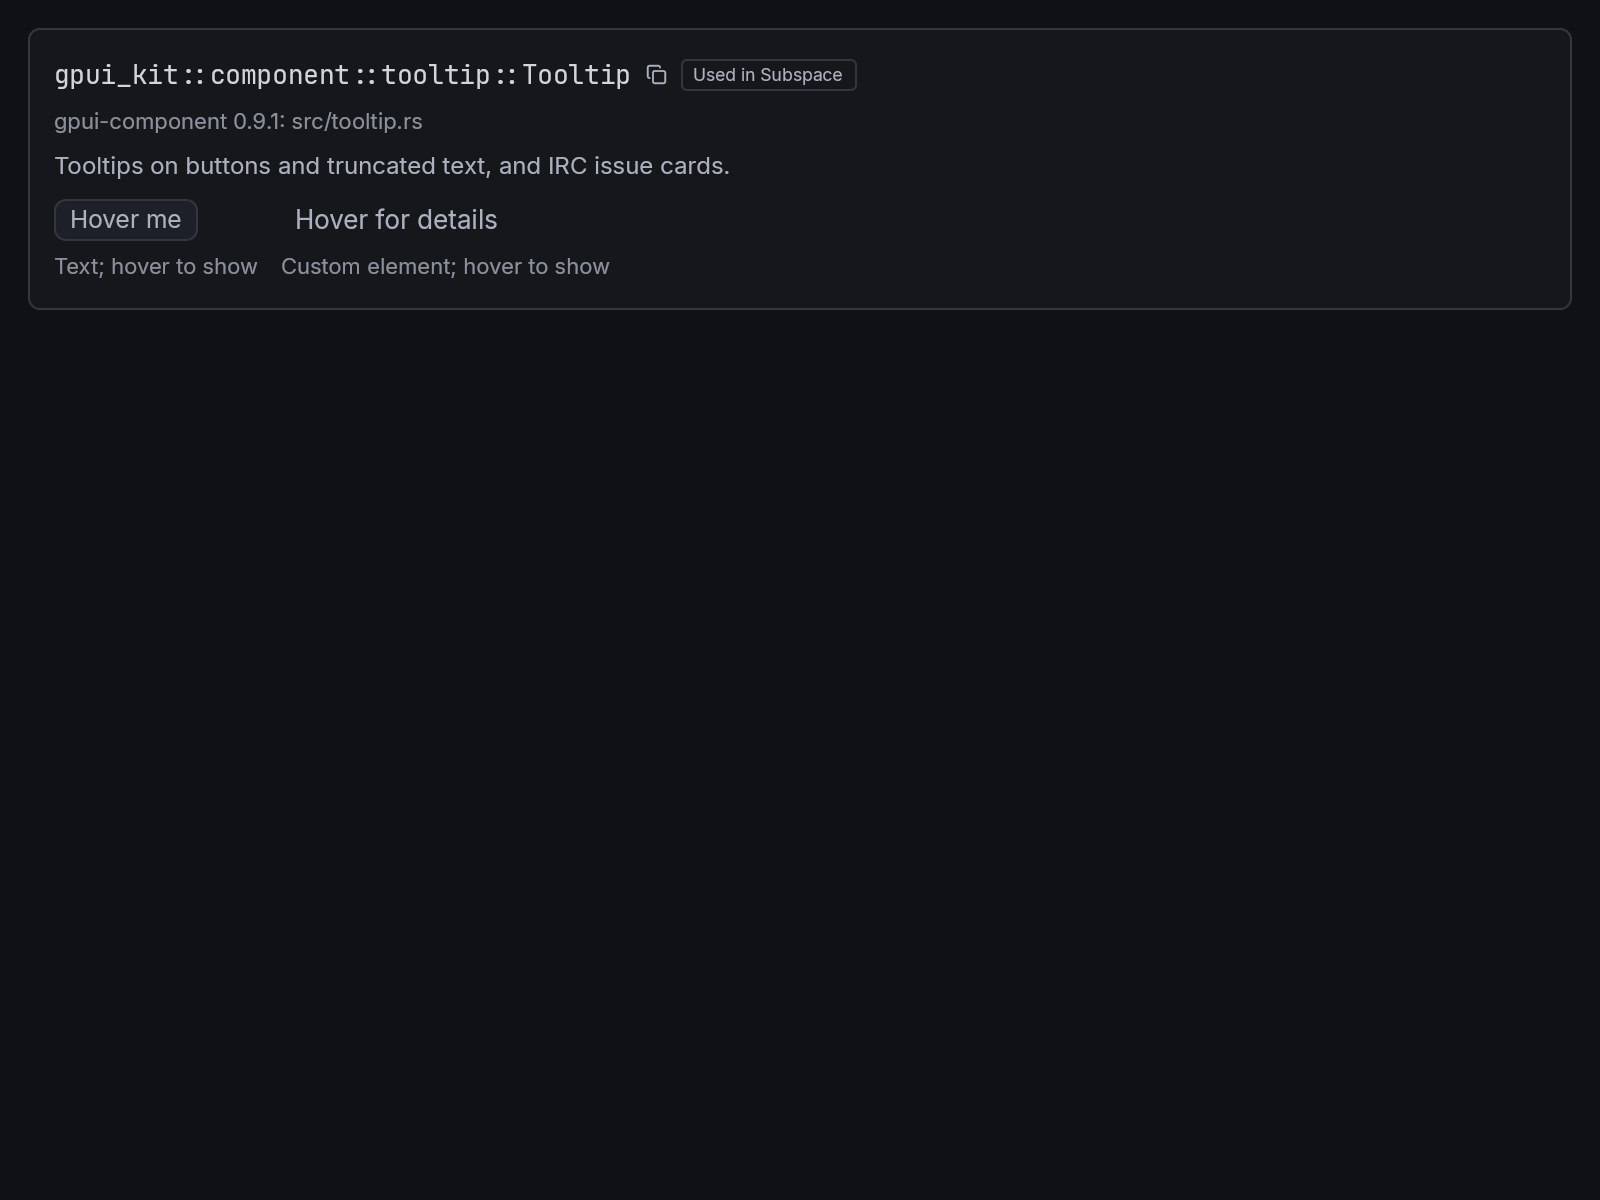 gpui_kit::component::tooltip::Tooltip Used in Subspace
gpui-component 0.9.1: src/tooltip.rs
Tooltips on buttons and truncated text, and IRC issue cards.
Hover me Hover for details
Text; hover to show Custom element; hover to show